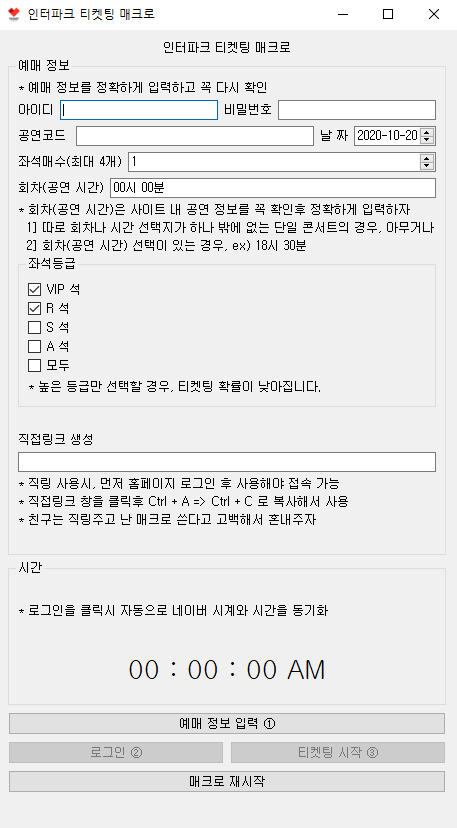 인터파크 티켓팅 매크로
인터파크 티켓팅 매크로
예매 정보
* 예매 정보를 정확하게 입력하고 꼭 다시 확인
아이디 비밀번호
공연코드 날 짜 2020-10-20
좌석매수(최대 4개) 1
회차(공연 시간) 00시 00분
* 회차(공연 시간)은 사이트 내 공연 정보를 꼭 확인후 정확하게 입력하자
1] 따로 회차나 시간 선택지가 하나 밖에 없는 단일 콘서트의 경우, 아무거나
2] 회차(공연 시간) 선택이 있는 경우, ex) 18시 30분
좌석등급
VIP 석
R 석
S 석
A 석
모두
* 높은 등급만 선택할 경우, 티켓팅 확률이 낮아집니다.
직접링크 생성
* 직링 사용시, 먼저 홈페이지 로그인 후 사용해야 접속 가능
* 직접링크 창을 클릭후 Ctrl + A => Ctrl + C 로 복사해서 사용
* 친구는 직링주고 난 매크로 쓴다고 고백해서 혼내주자
시간
* 로그인을 클릭시 자동으로 네이버 시계와 시간을 동기화
00 : 00 : 00 AM
예매 정보 입력 ①
로그인 ② 티켓팅 시작 ③
매크로 재시작